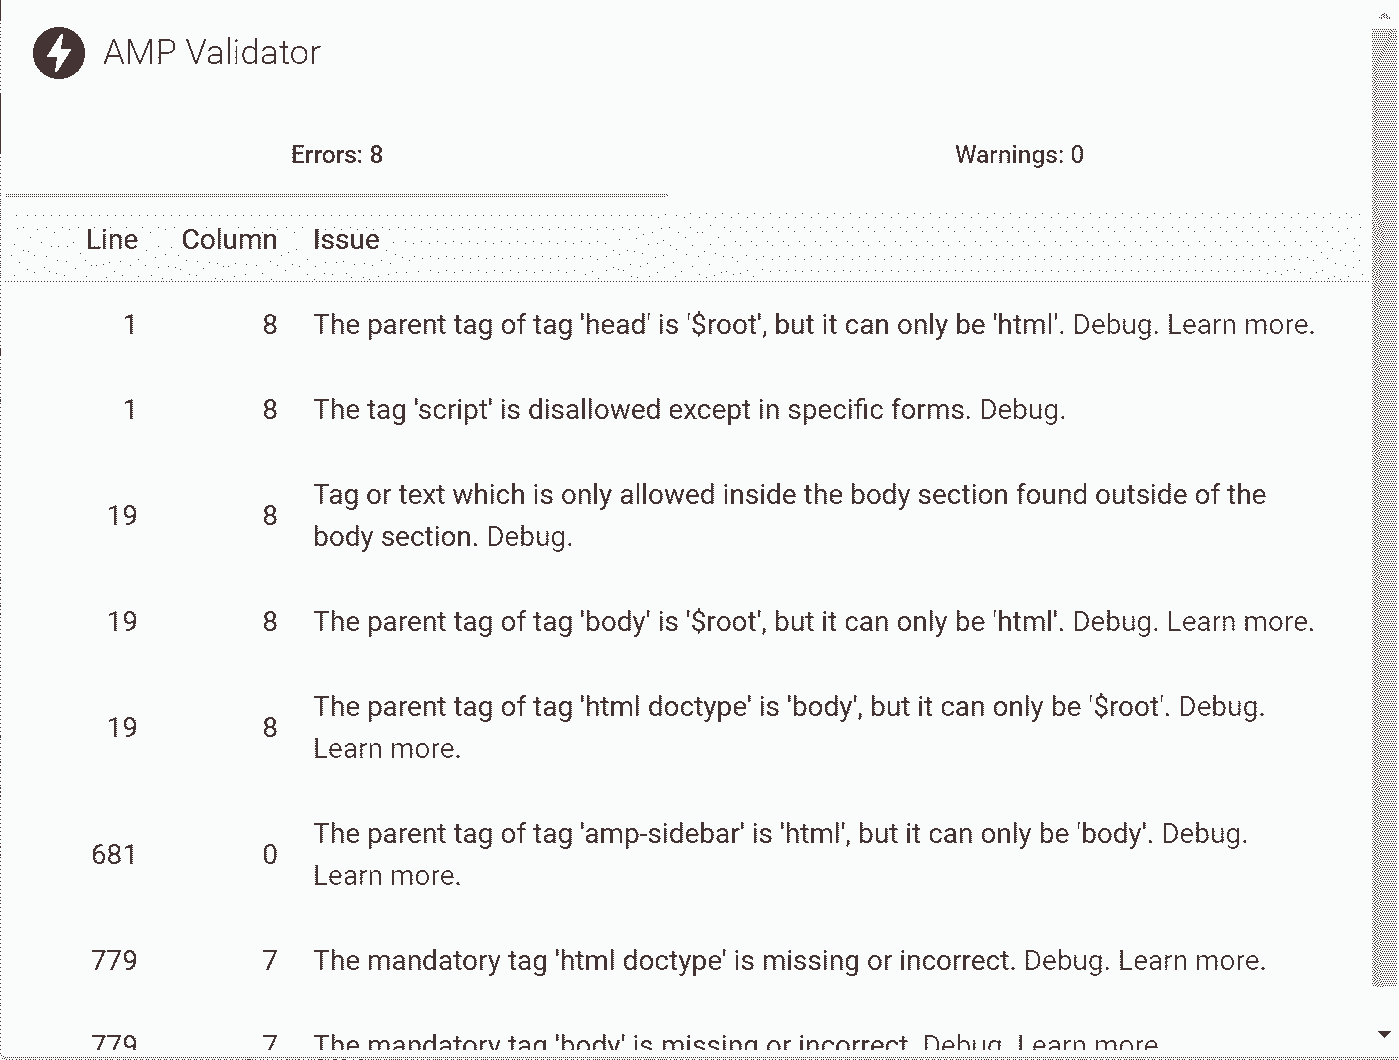 AMP Validator
Errors: 8
Warnings: 0
Line Column Issue
1 8 The parent tag of tag 'head' is '$root', but it can only be 'html'. Debug. Learn more.
1 8 The tag 'script' is disallowed except in specific forms. Debug.
19 8 Tag or text which is only allowed inside the body section found outside of the
body section. Debug.
19 8 The parent tag of tag 'body' is '$root', but it can only be 'html'. Debug. Learn more.
19 8 The parent tag of tag 'html doctype' is 'body', but it can only be '$root'. Debug.
Learn more.
681 0 The parent tag of tag 'amp-sidebar' is 'html', but it can only be 'body'. Debug.
Learn more.
779 7 The mandatory tag 'html doctype' is missing or incorrect. Debug. Learn more.
779 7 The mandatory tag 'body' is missing or incorrect. Debug. Learn more.